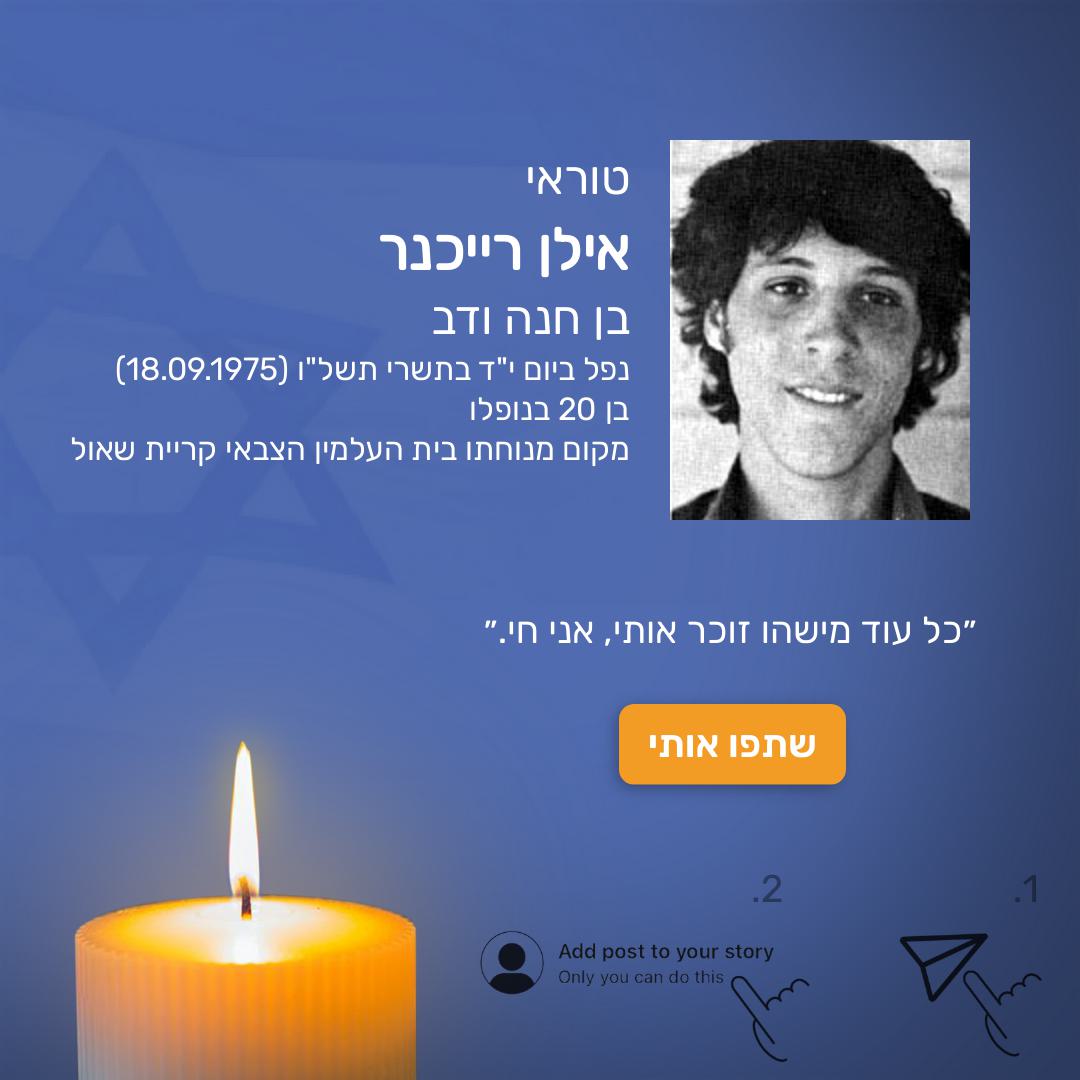 טוראי
אילן רייכנר
בן חנה ודב
נפל ביום י"ד בתשרי תשל"ו (18.09.1975)
בן 20 בנופלו
מקום מנוחתו בית העלמין הצבאי קריית שאול
״כל עוד מישהו זוכר אותי, אני חי.״
שתפו אותי
.1
.2
Add post to your story
Only you can do this